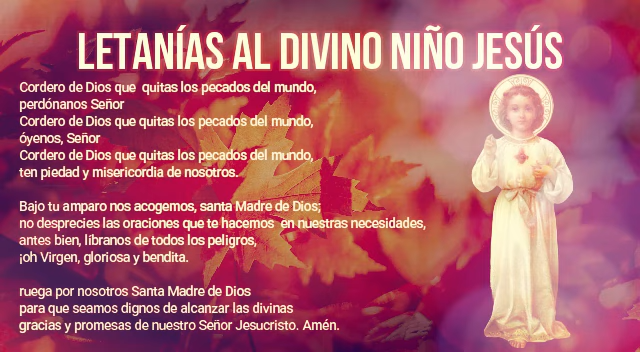 LETANÍAS AL DIVINO NIÑO JESÚS
Cordero de Dios que quitas los pecados del mundo,
perdónanos Señor
Cordero de Dios que quitas los pecados del mundo,
óyenos, Señor
Cordero de Dios que quitas los pecados del mundo,
ten piedad y misericordia de nosotros.
Bajo tu amparo nos acogemos, santa Madre de Dios;
no desprecies las oraciones que te hacemos en nuestras necesidades,
antes bien, líbranos de todos los peligros,
¡oh Virgen, gloriosa y bendita.
ruega por nosotros Santa Madre de Dios
para que seamos dignos de alcanzar las divinas
gracias y promesas de nuestro Señor Jesucristo. Amén.